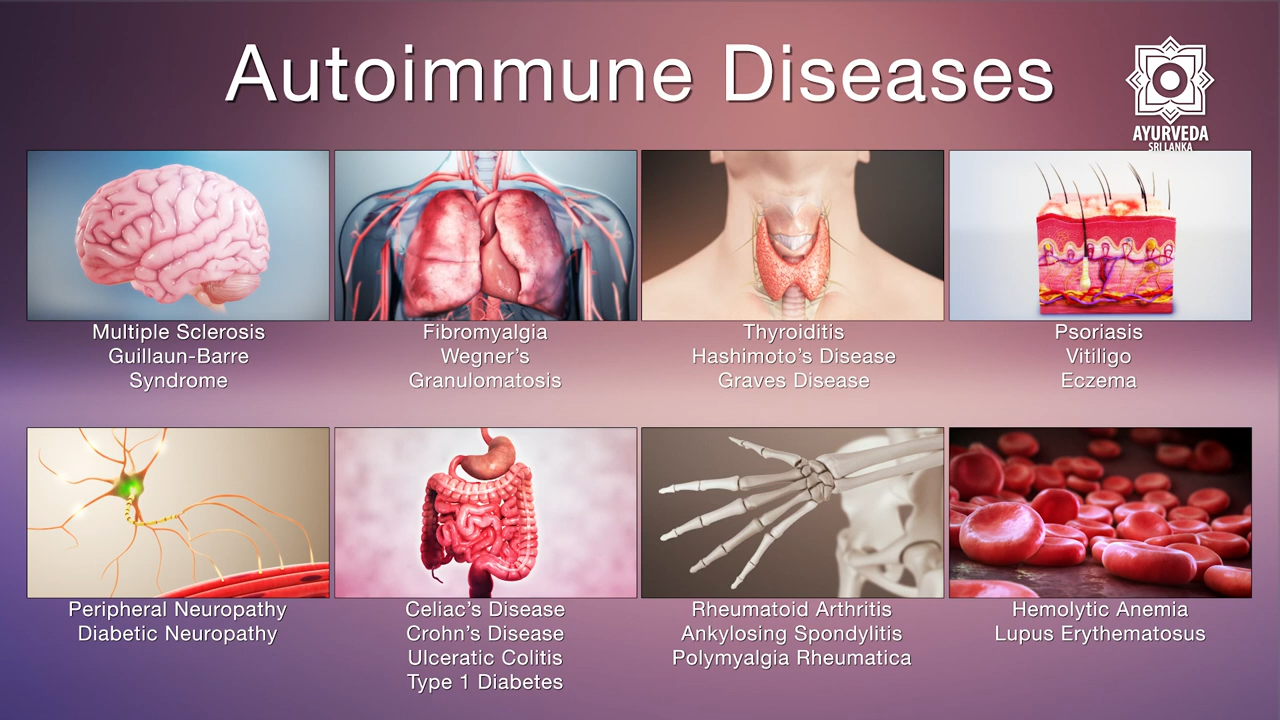 Autoimmune Diseases
AYURVEDA
SRI LANKA
Multiple Sclerosis
Guillaun-Barre
Syndrome
Fibromyalgia
Wegner's
Granulomatosis
Thyroiditis
Hashimoto's Disease
Graves Disease
Psoriasis
Vitiligo
Eczema
Peripheral Neuropathy
Diabetic Neuropathy
Celiac's Disease
Crohn's Disease
Ulceratic Colitis
Type 1 Diabetes
Rheumatoid Arthritis
Ankylosing Spondylitis
Polymyalgia Rheumatica
Hemolytic Anemia
Lupus Erythematosus